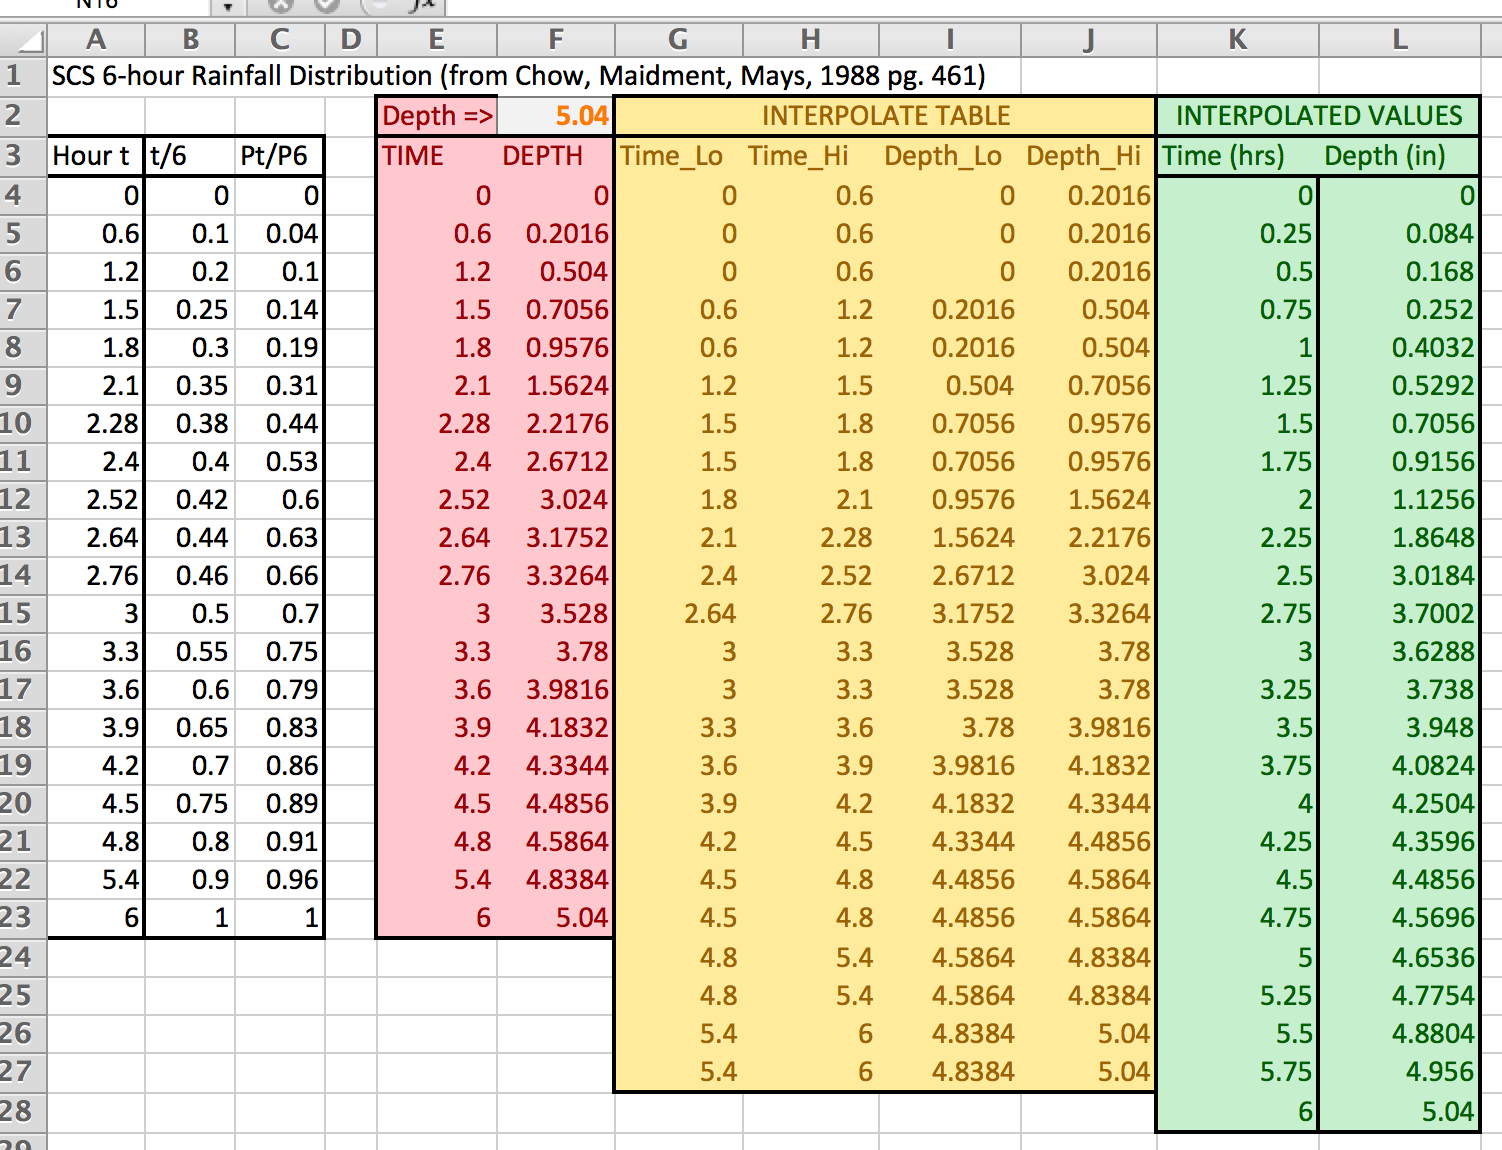 N16 fx
A B C D E F G H I J K L
1 SCS 6-hour Rainfall Distribution (from Chow, Maidment, Mays, 1988 pg. 461)
2 Depth => 5.04 INTERPOLATE TABLE INTERPOLATED VALUES
3 Hour t t/6 Pt/P6 TIME DEPTH Time_Lo Time_Hi Depth_Lo Depth_Hi Time (hrs) Depth (in)
4 0 0 0 0 0 0 0.6 0 0.2016 0 0
5 0.6 0.1 0.04 0.6 0.2016 0 0.6 0 0.2016 0.25 0.084
6 1.2 0.2 0.1 1.2 0.504 0 0.6 0 0.2016 0.5 0.168
7 1.5 0.25 0.14 1.5 0.7056 0.6 1.2 0.2016 0.504 0.75 0.252
8 1.8 0.3 0.19 1.8 0.9576 0.6 1.2 0.2016 0.504 1 0.4032
9 2.1 0.35 0.31 2.1 1.5624 1.2 1.5 0.504 0.7056 1.25 0.5292
10 2.28 0.38 0.44 2.28 2.2176 1.5 1.8 0.7056 0.9576 1.5 0.7056
11 2.4 0.4 0.53 2.4 2.6712 1.5 1.8 0.7056 0.9576 1.75 0.9156
12 2.52 0.42 0.6 2.52 3.024 1.8 2.1 0.9576 1.5624 2 1.1256
13 2.64 0.44 0.63 2.64 3.1752 2.1 2.28 1.5624 2.2176 2.25 1.8648
14 2.76 0.46 0.66 2.76 3.3264 2.4 2.52 2.6712 3.024 2.5 3.0184
15 3 0.5 0.7 3 3.528 2.64 2.76 3.1752 3.3264 2.75 3.7002
16 3.3 0.55 0.75 3.3 3.78 3 3.3 3.528 3.78 3 3.6288
17 3.6 0.6 0.79 3.6 3.9816 3 3.3 3.528 3.78 3.25 3.738
18 3.9 0.65 0.83 3.9 4.1832 3.3 3.6 3.78 3.9816 3.5 3.948
19 4.2 0.7 0.86 4.2 4.3344 3.6 3.9 3.9816 4.1832 3.75 4.0824
20 4.5 0.75 0.89 4.5 4.4856 3.9 4.2 4.1832 4.3344 4 4.2504
21 4.8 0.8 0.91 4.8 4.5864 4.2 4.5 4.3344 4.4856 4.25 4.3596
22 5.4 0.9 0.96 5.4 4.8384 4.5 4.8 4.4856 4.5864 4.5 4.4856
23 6 1 1 6 5.04 4.5 4.8 4.4856 4.5864 4.75 4.5696
24 4.8 5.4 4.5864 4.8384 5 4.6536
25 4.8 5.4 4.5864 4.8384 5.25 4.7754
26 5.4 6 4.8384 5.04 5.5 4.8804
27 5.4 6 4.8384 5.04 5.75 4.956
28 6 5.04
29